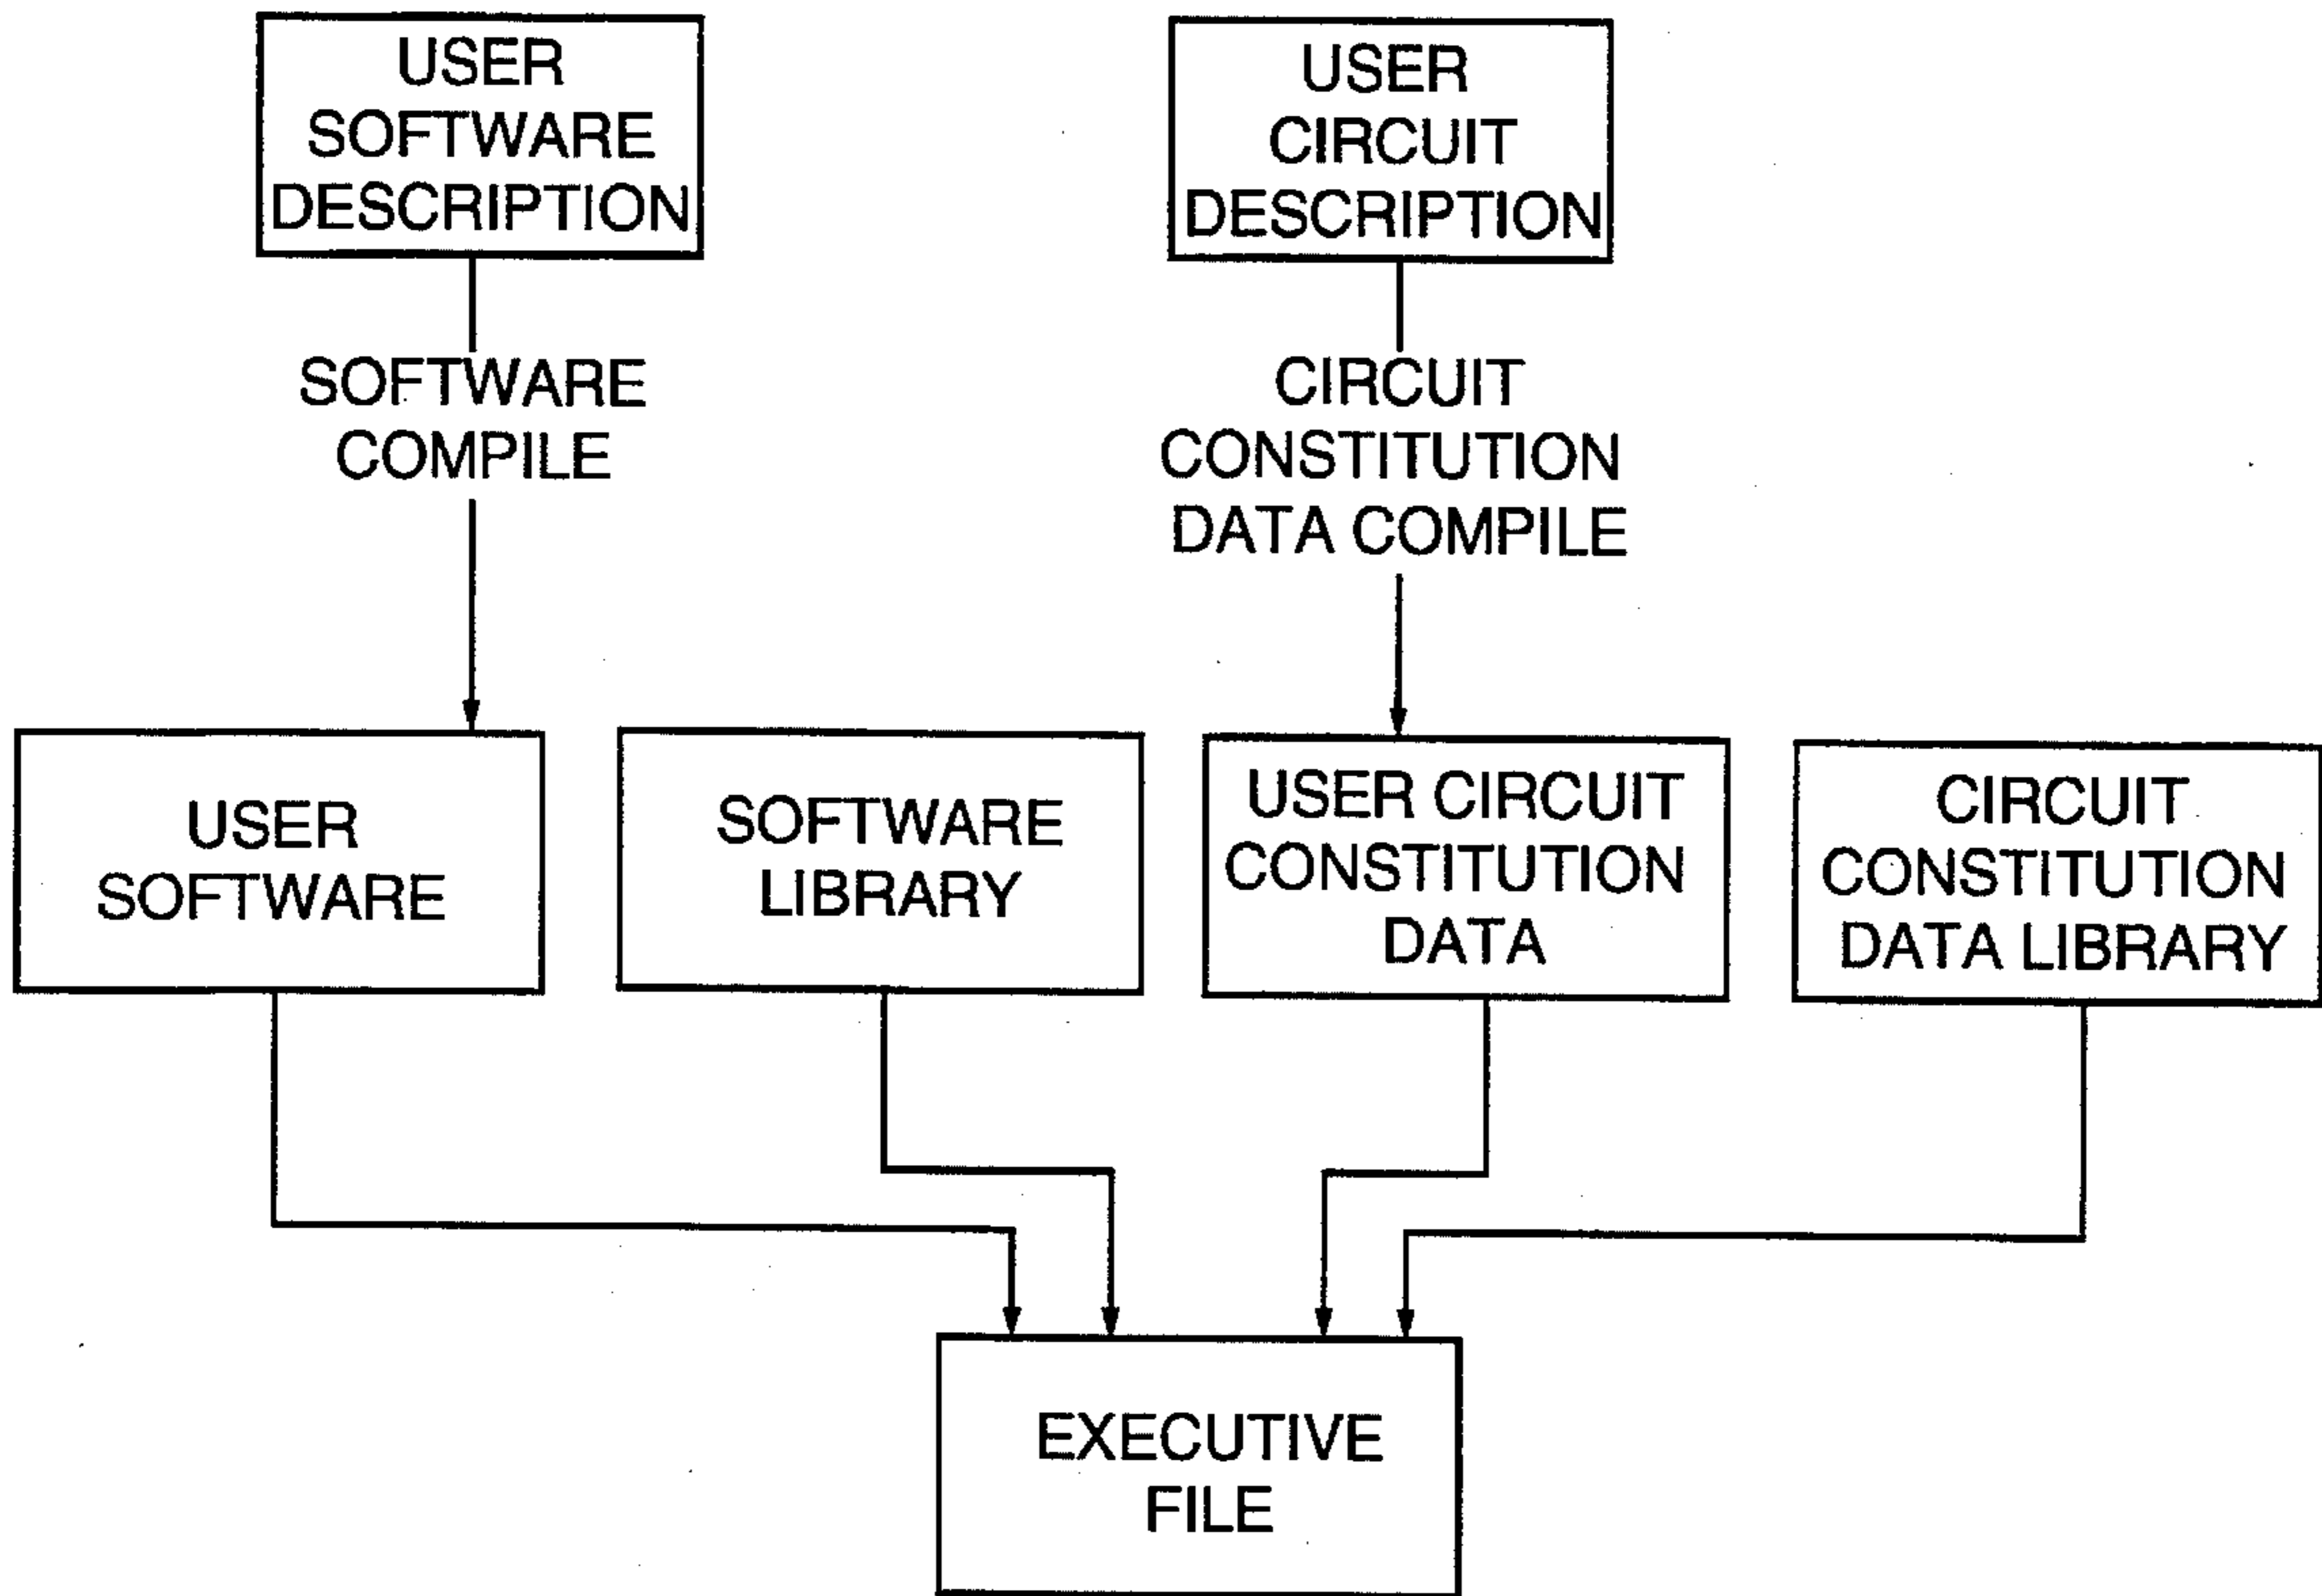 USER
SOFTWARE
DESCRIPTION
USER
CIRCUIT
DESCRIPTION
SOFTWARE
COMPILE
CIRCUIT
CONSTITUTION
DATA COMPILE
USER
SOFTWARE
SOFTWARE
LIBRARY
USER CIRCUIT
CONSTITUTION
DATA
CIRCUIT
CONSTITUTION
DATA LIBRARY
EXECUTIVE
FILE